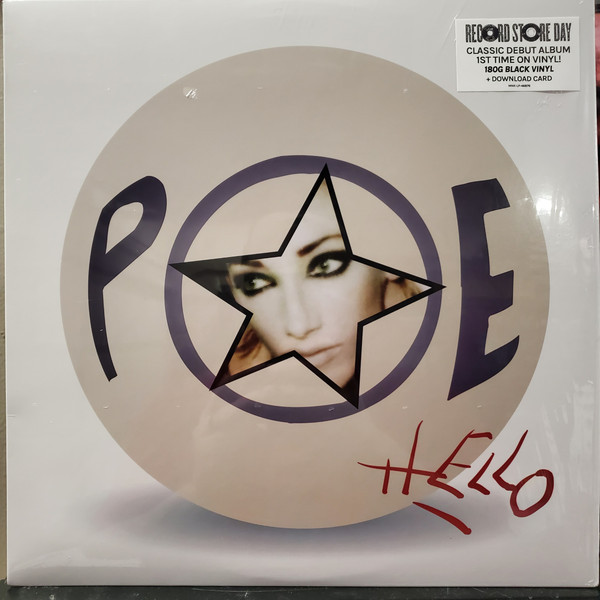 RECORD STORE DAY
CLASSIC DEBUT ALBUM
1ST TIME ON VINYL!
180G BLACK VINYL
+ DOWNLOAD CARD
POE
HELLO